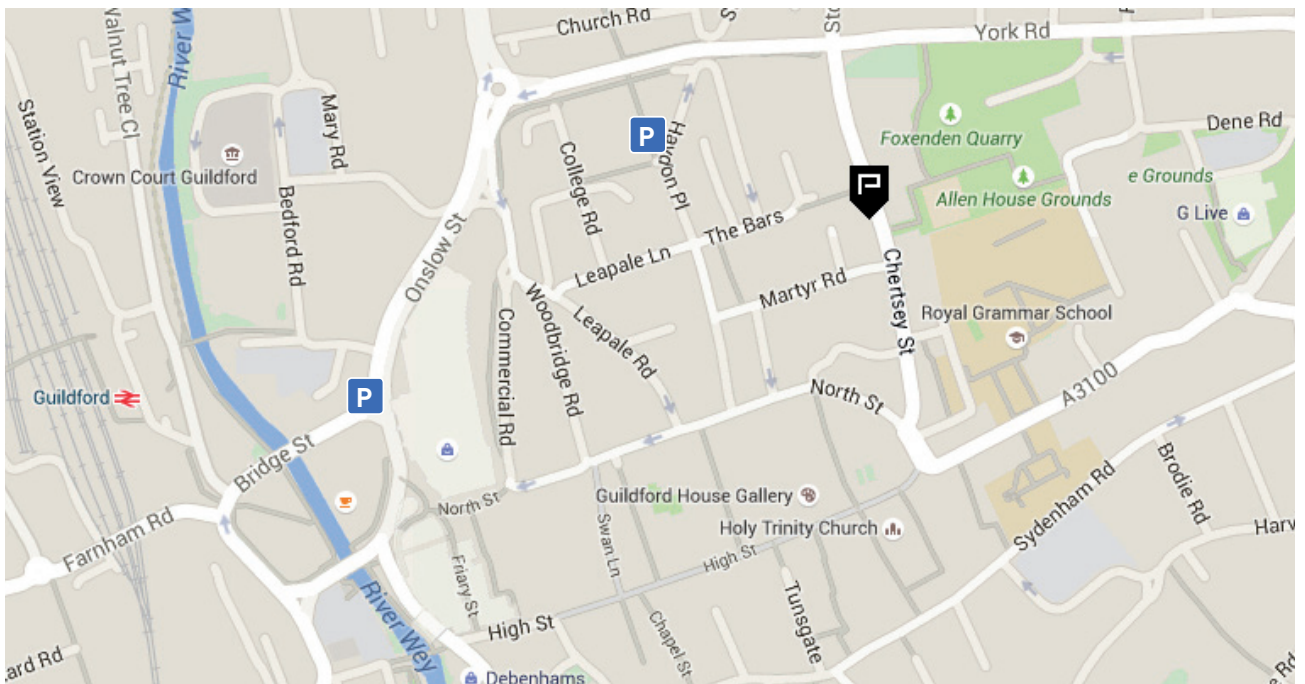 Church Rd
York Rd
Sto
S
Walnut Tree Cl
River W
Station View
Mary Rd
Crown Court Guildford
Bedford Rd
Onslow St
College Rd
P
Haydon Pl
Foxenden Quarry
Allen House Grounds
Dene Rd
e Grounds
G Live
P
The Bars
Leapale Ln
Chertsey St
Martyr Rd
Royal Grammar School
Woodbridge Rd
Leapale Rd
Commercial Rd
Guildford
P
North St
A3100
Bridge St
Farnham Rd
North St
Guildford House Gallery
Holy Trinity Church
High St
Swan Ln
Friary St
Sydenham Rd
Brodie Rd
Harv
River Wey
High St
Chapel St
Tunsgate
ard Rd
Debenhams
e Rd